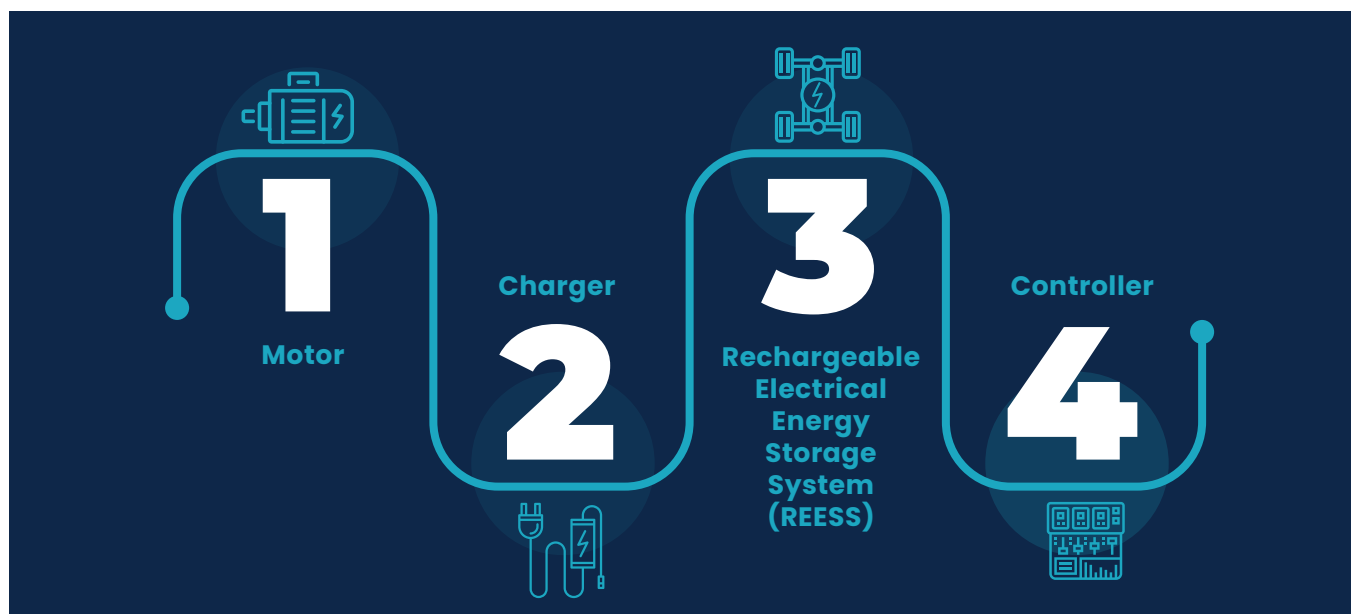 1
Motor
Charger
2
3
Rechargeable
Electrical
Energy
Storage
System
(REESS)
Controller
4